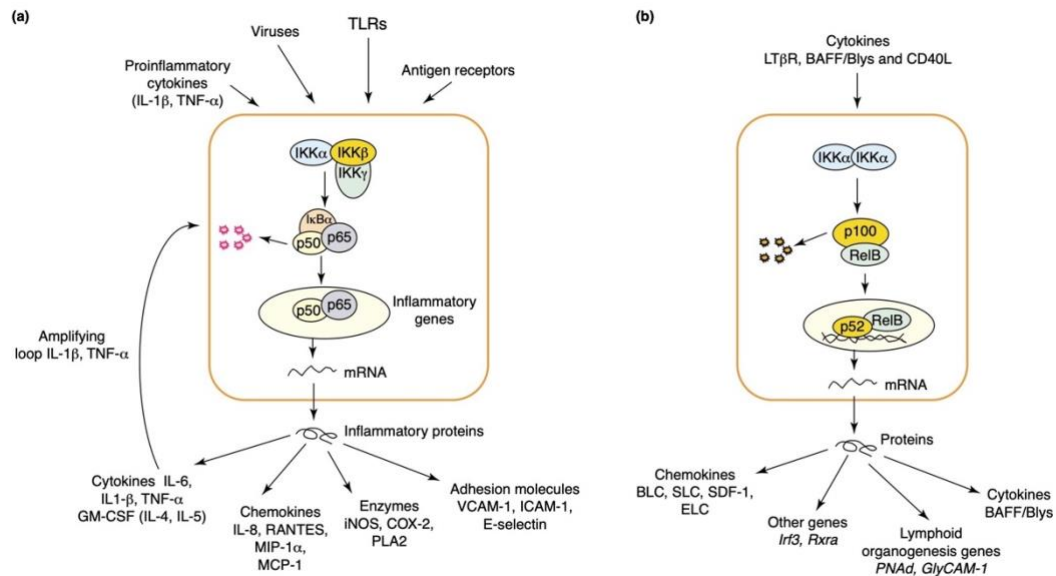 (a)
Viruses
TLRs
Proinflammatory
cytokines
(IL-1β, TNF-α)
Antigen receptors
IKKα
IKKβ
IKKγ
IκBα
p50
p65
p50
p65
Inflammatory
genes
Amplifying
loop IL-1β, TNF-α
mRNA
Inflammatory proteins
Cytokines IL-6,
IL1-β, TNF-α
GM-CSF (IL-4, IL-5)
Chemokines
IL-8, RANTES,
MIP-1α,
MCP-1
Enzymes
iNOS, COX-2,
PLA2
Adhesion molecules
VCAM-1, ICAM-1,
E-selectin
(b)
Cytokines
LTβR, BAFF/Blys and CD40L
IKKα
IKKα
p100
RelB
p52
RelB
mRNA
Proteins
Chemokines
BLC, SLC, SDF-1,
ELC
Other genes
Irf3, Rxra
Lymphoid
organogenesis genes
PNAd, GlyCAM-1
Cytokines
BAFF/Blys